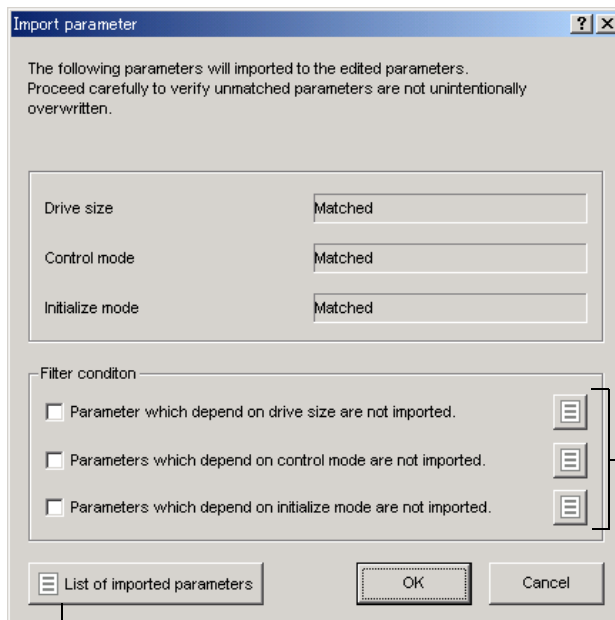 Import parameter
The following parameters will imported to the edited parameters.
Proceed carefully to verify unmatched parameters are not unintentionally
overwritten.
Drive size Matched
Control mode Matched
Initialize mode Matched
Filter conditon
Parameter which depend on drive size are not imported.
Parameters which depend on control mode are not imported.
Parameters which depend on initialize mode are not imported.
List of imported parameters OK Cancel